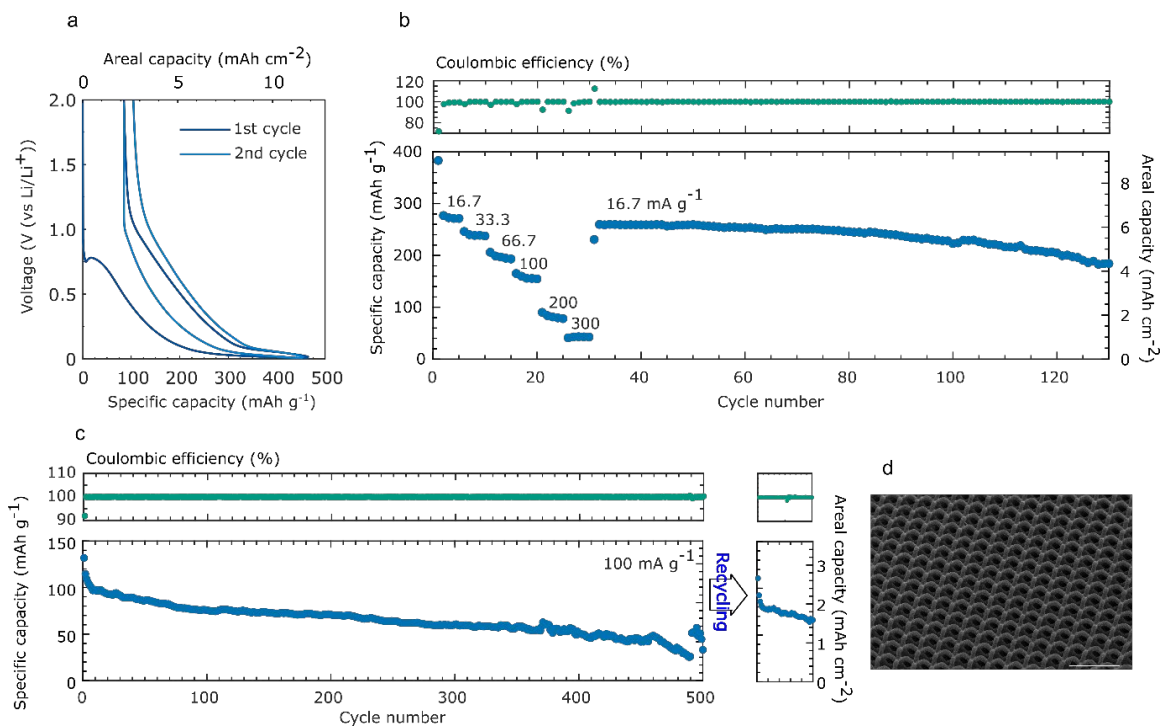 a
Areal capacity (mAh cm⁻²)
0 5 10
2.0
1.5
1.0
0.5
0
Voltage (V (vs Li/Li⁺))
1st cycle
2nd cycle
0 100 200 300 400 500
Specific capacity (mAh g⁻¹)
b
Coulombic efficiency (%)
120
100
80
400
300
200
100
0
Specific capacity (mAh g⁻¹)
16.7
33.3
66.7
100
200
300
16.7 mA g⁻¹
8
6
4
2
0
Areal capacity (mAh cm⁻²)
0 20 40 60 80 100 120
Cycle number
c
Coulombic efficiency (%)
110
100
90
150
100
50
0
Specific capacity (mAh g⁻¹)
100 mA g⁻¹
0 100 200 300 400 500
Cycle number
Recycling
3
2
1
0
Areal capacity (mAh cm⁻²)
d